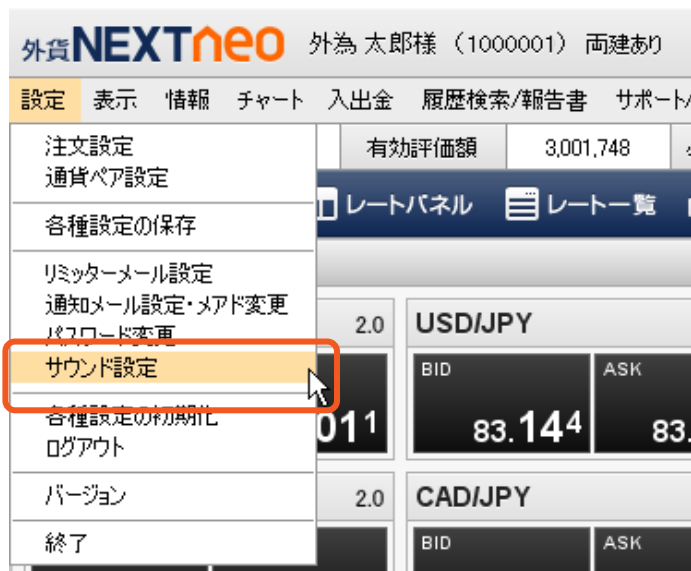 外貨NEXTneo 外為 太郎様 （1000001） 両建あり
設定 表示 情報 チャート 入出金 履歴検索/報告書 サポート/
注文設定
通貨ペア設定
各種設定の保存
リミッターメール設定
通知メール設定・メアド変更
パスワード変更
サウンド設定
各種設定の初期化
ログアウト
バージョン
終了
有効評価額 3,001,748
レートパネル レート一覧
2.0 USD/JPY
BID ASK
011 83.144 83.
2.0 CAD/JPY
BID ASK